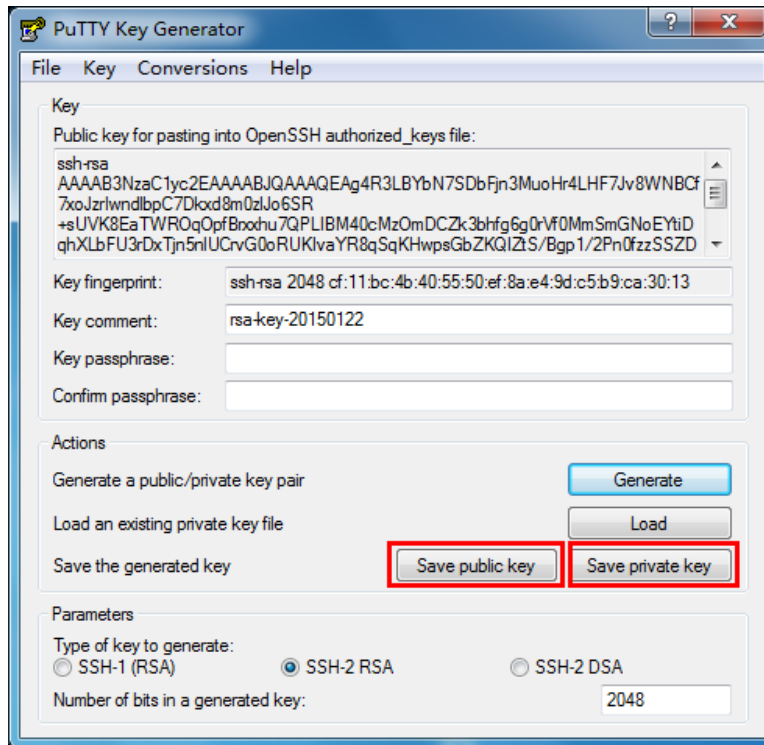 PuTTY Key Generator
File Key Conversions Help
Key
Public key for pasting into OpenSSH authorized_keys file:
ssh-rsa
AAAAB3NzaC1yc2EAAAABJQAAAQEAg4R3LBYbN7SDbFjn3MuoHr4LHF7Jv8WNBCf
7xoJzrlwndlbpC7Dkxd8m0zlJo6SR
+sUVK8EaTWROqOpfBrxxhu7QPLIBM40cMzOmDCZk3bhfg6g0rVf0MmSmGNoEYtiD
qhXLbFU3rDxTjn5nlUCrvG0oRUKlvaYR8qSqKHwpsGbZKQIZtS/Bgp1/2Pn0fzzSSZD
Key fingerprint: ssh-rsa 2048 cf:11:bc:4b:40:55:50:ef:8a:e4:9d:c5:b9:ca:30:13
Key comment: rsa-key-20150122
Key passphrase:
Confirm passphrase:
Actions
Generate a public/private key pair Generate
Load an existing private key file Load
Save the generated key Save public key Save private key
Parameters
Type of key to generate:
SSH-1 (RSA) SSH-2 RSA SSH-2 DSA
Number of bits in a generated key: 2048